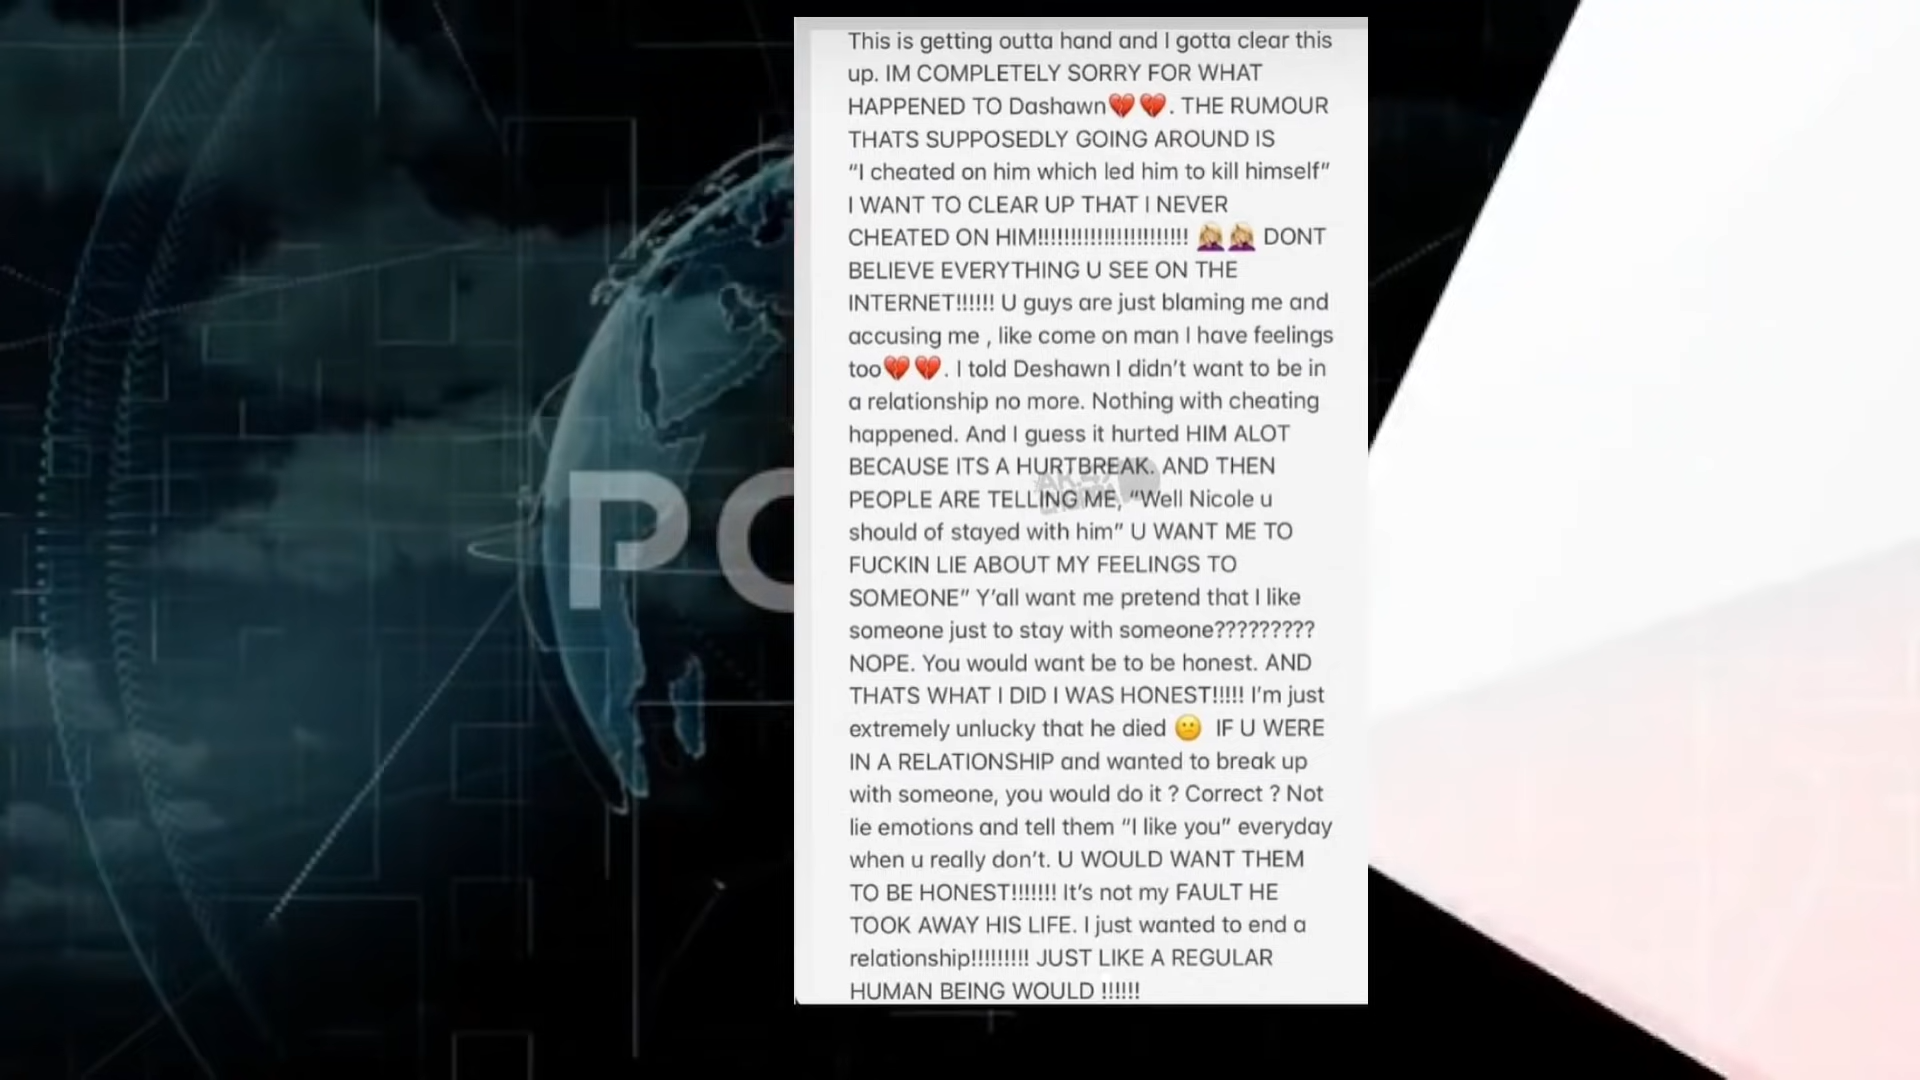 This is getting outta hand and I gotta clear this
up. IM COMPLETELY SORRY FOR WHAT
HAPPENED TO Dashawn💔💔. THE RUMOUR
THATS SUPPOSEDLY GOING AROUND IS
“I cheated on him which led him to kill himself”
I WANT TO CLEAR UP THAT I NEVER
CHEATED ON HIM!!!!!!!!!!!!!!!!!!!!!!!! 🤦🏼‍♀️🤦🏼‍♀️ DONT
BELIEVE EVERYTHING U SEE ON THE
INTERNET!!!!!! U guys are just blaming me and
accusing me , like come on man I have feelings
too💔💔. I told Deshawn I didn’t want to be in
a relationship no more. Nothing with cheating
happened. And I guess it hurted HIM ALOT
BECAUSE ITS A HURTBREAK. AND THEN
PEOPLE ARE TELLING ME, “Well Nicole u
should of stayed with him” U WANT ME TO
FUCKIN LIE ABOUT MY FEELINGS TO
SOMEONE” Y’all want me pretend that I like
someone just to stay with someone?????????
NOPE. You would want be to be honest. AND
THATS WHAT I DID I WAS HONEST!!!!! I’m just
extremely unlucky that he died 😕 IF U WERE
IN A RELATIONSHIP and wanted to break up
with someone, you would do it ? Correct ? Not
lie emotions and tell them “I like you” everyday
when u really don’t. U WOULD WANT THEM
TO BE HONEST!!!!!!! It’s not my FAULT HE
TOOK AWAY HIS LIFE. I just wanted to end a
relationship!!!!!!!!! JUST LIKE A REGULAR
HUMAN BEING WOULD !!!!!!
PO